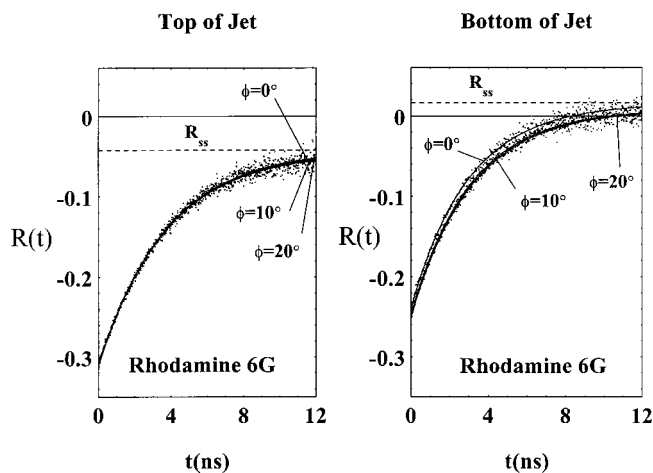 Top of Jet
Bottom of Jet
R(t)
0
-0.1
-0.2
-0.3
ϕ=0°
R_ss
ϕ=10°
ϕ=20°
Rhodamine 6G
0 4 8 12
t(ns)
0
-0.1
-0.2
-0.3
R_ss
ϕ=0°
ϕ=20°
ϕ=10°
Rhodamine 6G
0 4 8 12
t(ns)